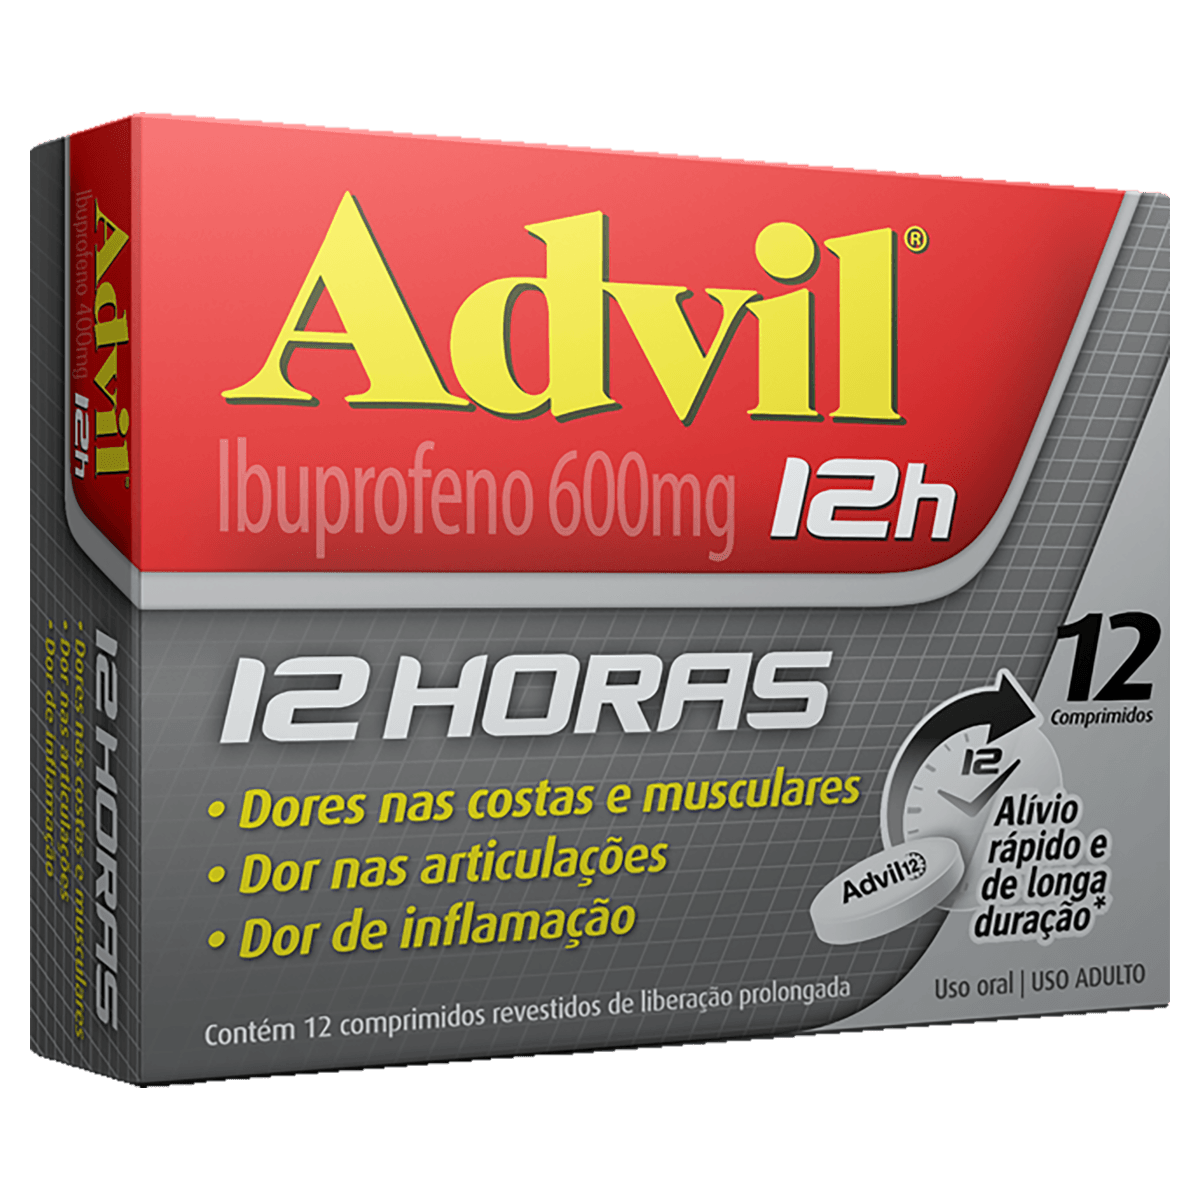 Advil®
Ibuprofeno 600mg 12h
12 HORAS
• Dores nas costas e musculares
• Dor nas articulações
• Dor de inflamação
Contém 12 comprimidos revestidos de liberação prolongada
12
Comprimidos
12
Advil12
Alívio
rápido e
de longa
duração*
Uso oral | USO ADULTO
Ibuprofeno 400mg
Advil®
12h
12 HORAS
• Dores nas costas e musculares
• Dor nas articulações
• Dor de inflamação